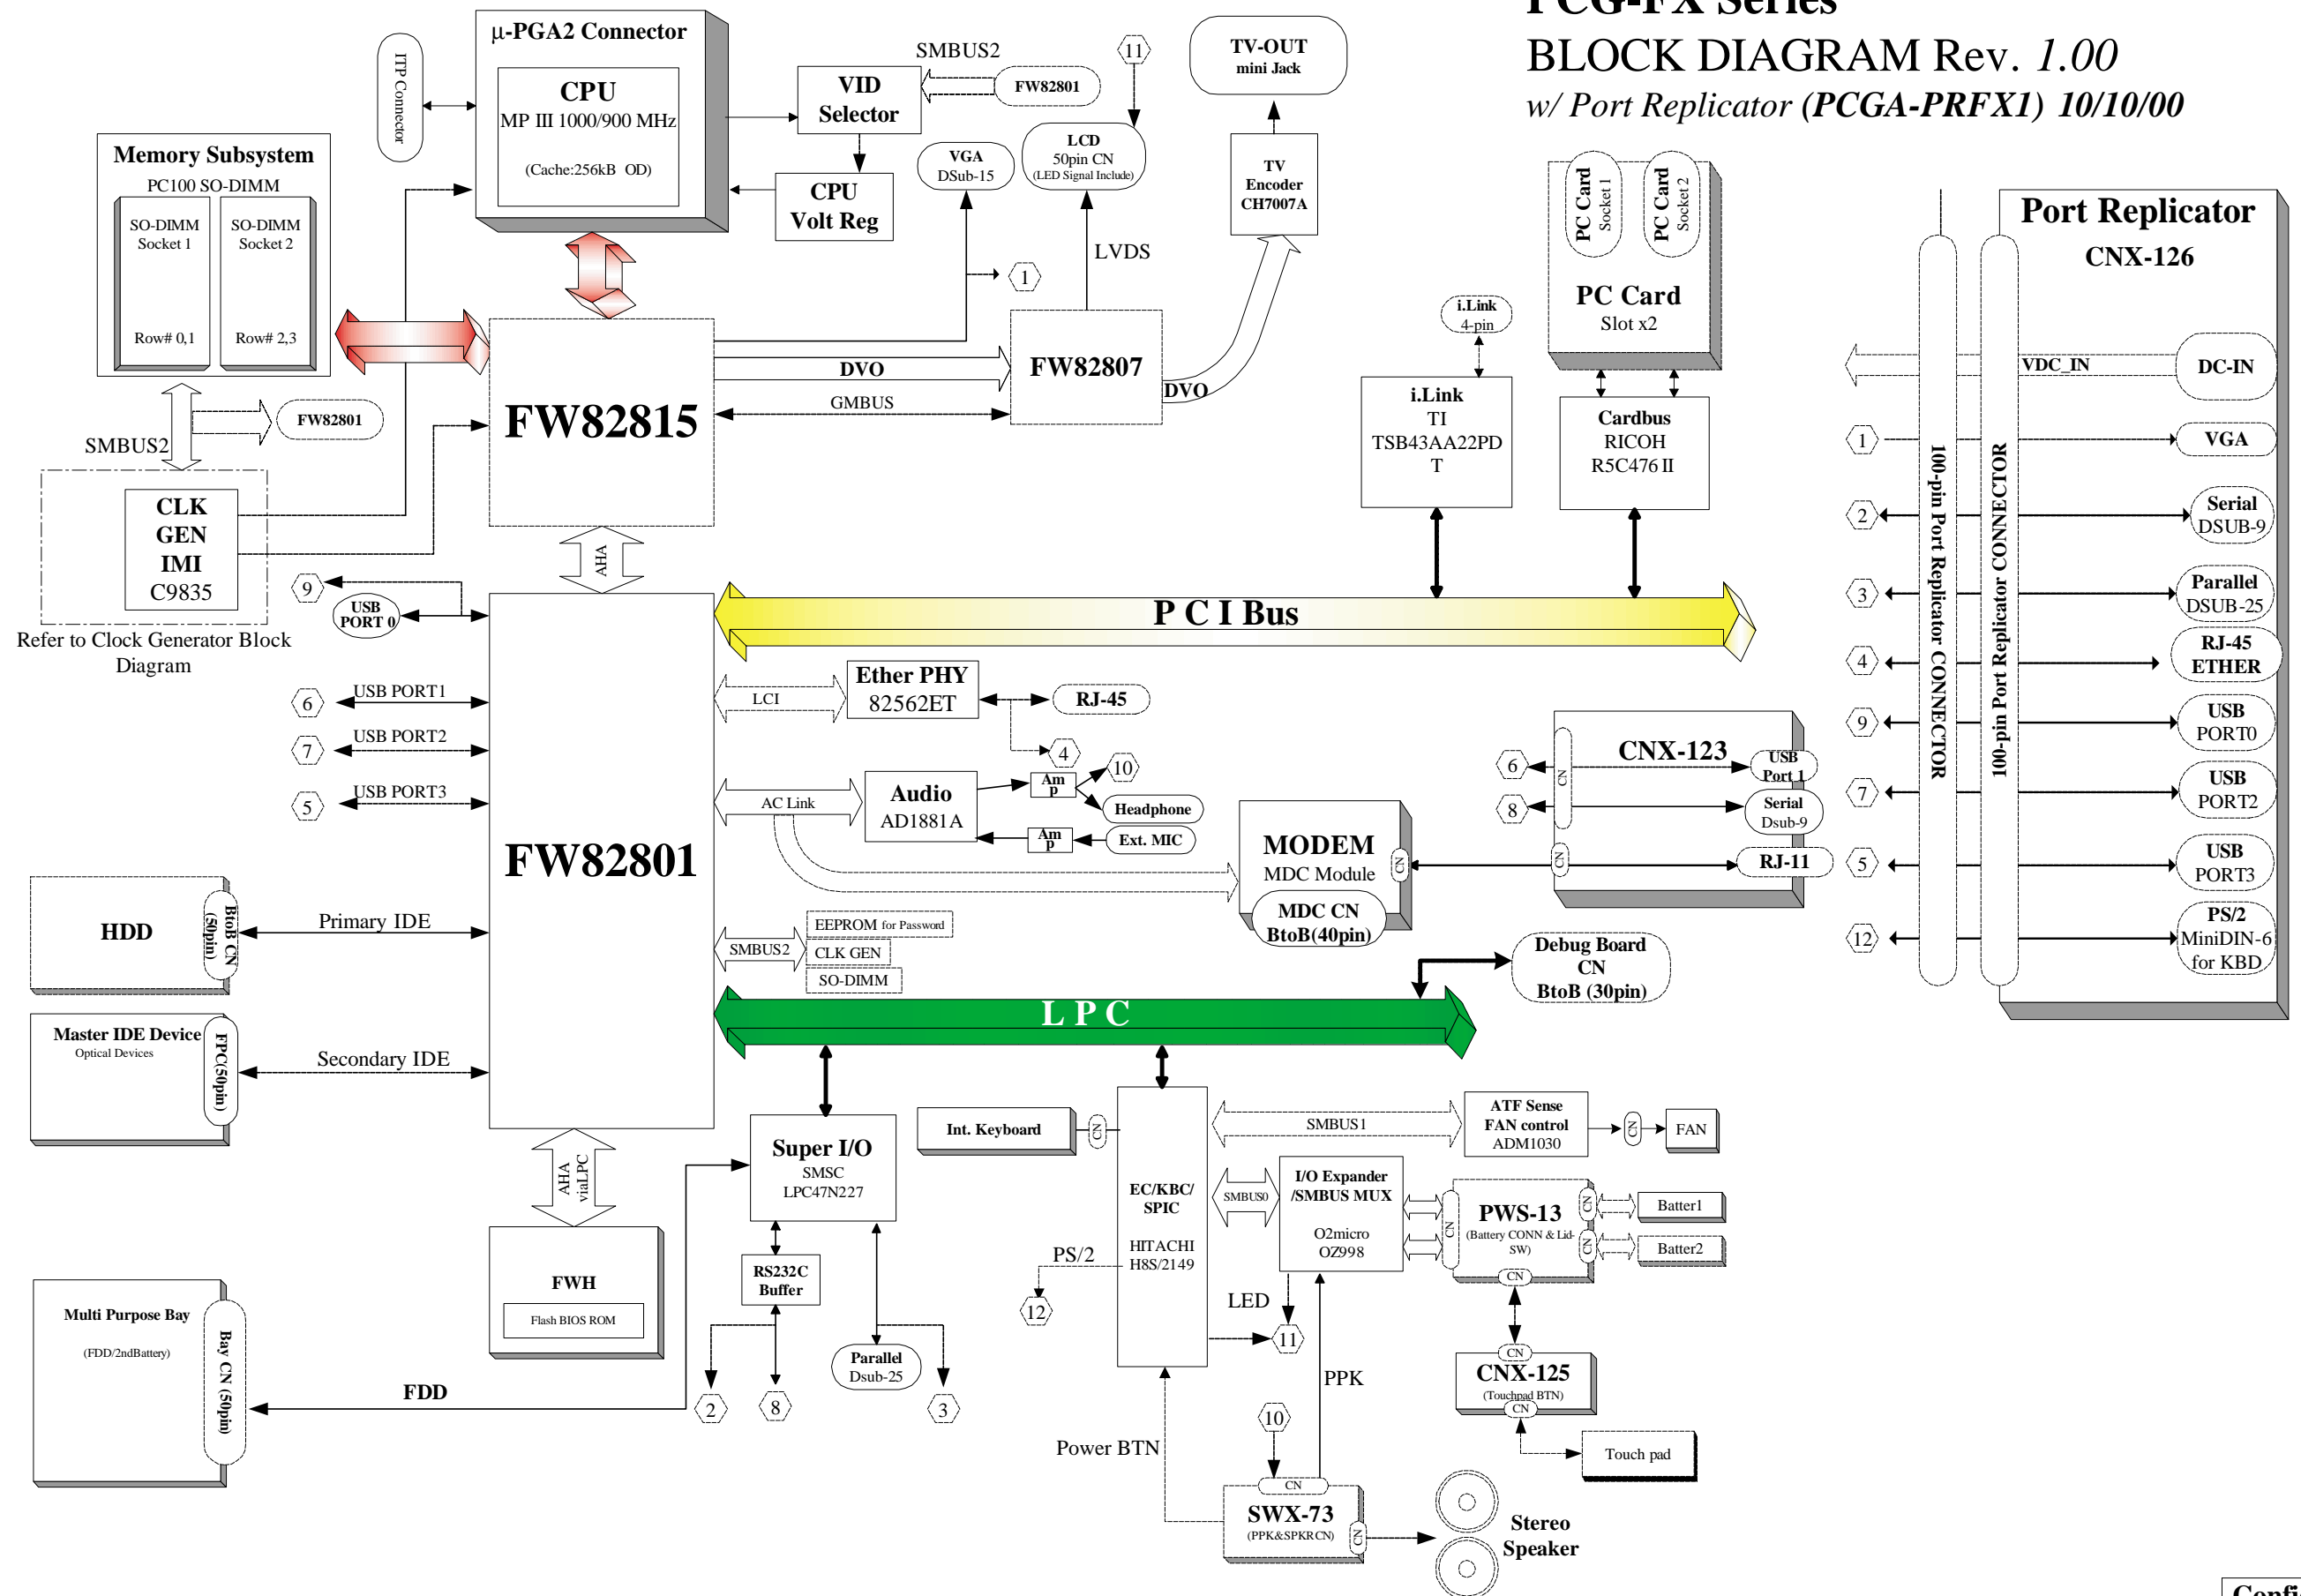 PCG-FX Series
BLOCK DIAGRAM Rev. 1.00
w/ Port Replicator (PCGA-PRFX1) 10/10/00
ITP Connector
µ-PGA2 Connector
CPU
MP III 1000/900 MHz
(Cache:256kB OD)
VID
Selector
SMBUS2
FW82801
CPU
Volt Reg
11
TV-OUT
mini Jack
LCD
50pin CN
(LED Signal Include)
VGA
DSub-15
TV
Encoder
CH7007A
1
LVDS
Memory Subsystem
PC100 SO-DIMM
SO-DIMM
Socket 1
Row# 0,1
SO-DIMM
Socket 2
Row# 2,3
SMBUS2
FW82801
FW82815
DVO
GMBUS
FW82807
DVO
CLK
GEN
IMI
C9835
Refer to Clock Generator Block
Diagram
AHA
PC Card
Socket 1
PC Card
Socket 2
PC Card
Slot x2
i.Link
4-pin
i.Link
TI
TSB43AA22PD
T
Cardbus
RICOH
R5C476 II
P C I Bus
Port Replicator
CNX-126
100-pin Port Replicator CONNECTOR
100-pin Port Replicator CONNECTOR
VDC_IN
DC-IN
1
VGA
2
Serial
DSUB-9
3
Parallel
DSUB-25
4
RJ-45
ETHER
9
USB
PORT0
7
USB
PORT2
5
USB
PORT3
12
PS/2
MiniDIN-6
for KBD
9
USB
PORT 0
6
USB PORT1
7
USB PORT2
5
USB PORT3
FW82801
LCI
Ether PHY
82562ET
RJ-45
4
AC Link
Audio
AD1881A
Am
p
10
Headphone
Am
p
Ext. MIC
MODEM
MDC Module
MDC CN
BtoB(40pin)
CN
CNX-123
CN
CN
6
USB
Port 1
8
Serial
Dsub-9
RJ-11
SMBUS2
EEPROM for Password
CLK GEN
SO-DIMM
Debug Board
CN
BtoB (30pin)
L P C
HDD
BtoB CN
(50pin)
Primary IDE
Master IDE Device
Optical Devices
FPC(50pin)
Secondary IDE
AHA
viaLPC
FWH
Flash BIOS ROM
Multi Purpose Bay
(FDD/2ndBattery)
Bay CN (50pin)
FDD
Super I/O
SMSC
LPC47N227
RS232C
Buffer
2
8
Parallel
Dsub-25
3
Int. Keyboard
CN
EC/KBC/
SPIC
HITACHI
H8S/2149
PS/2
12
SMBUS1
ATF Sense
FAN control
ADM1030
CN
FAN
SMBUS0
I/O Expander
/SMBUS MUX
O2micro
OZ998
CN
PWS-13
(Battery CONN & Lid-
SW)
CN
CN
CN
Batter1
Batter2
LED
11
PPK
CN
CNX-125
(Touchpad BTN)
CN
Touch pad
Power BTN
10
CN
SWX-73
(PPK&SPKRCN)
CN
Stereo
Speaker